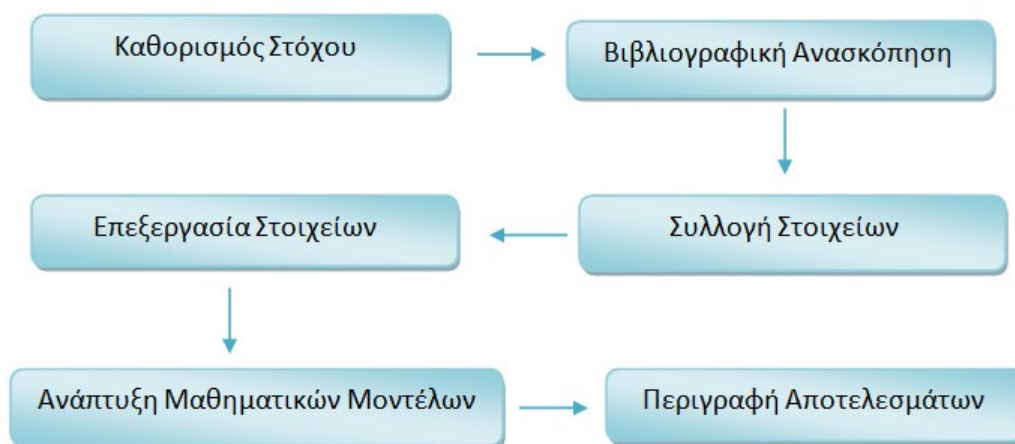 Καθορισμός Στόχου
Βιβλιογραφική Ανασκόπηση
Συλλογή Στοιχείων
Επεξεργασία Στοιχείων
Ανάπτυξη Μαθηματικών Μοντέλων
Περιγραφή Αποτελεσμάτων